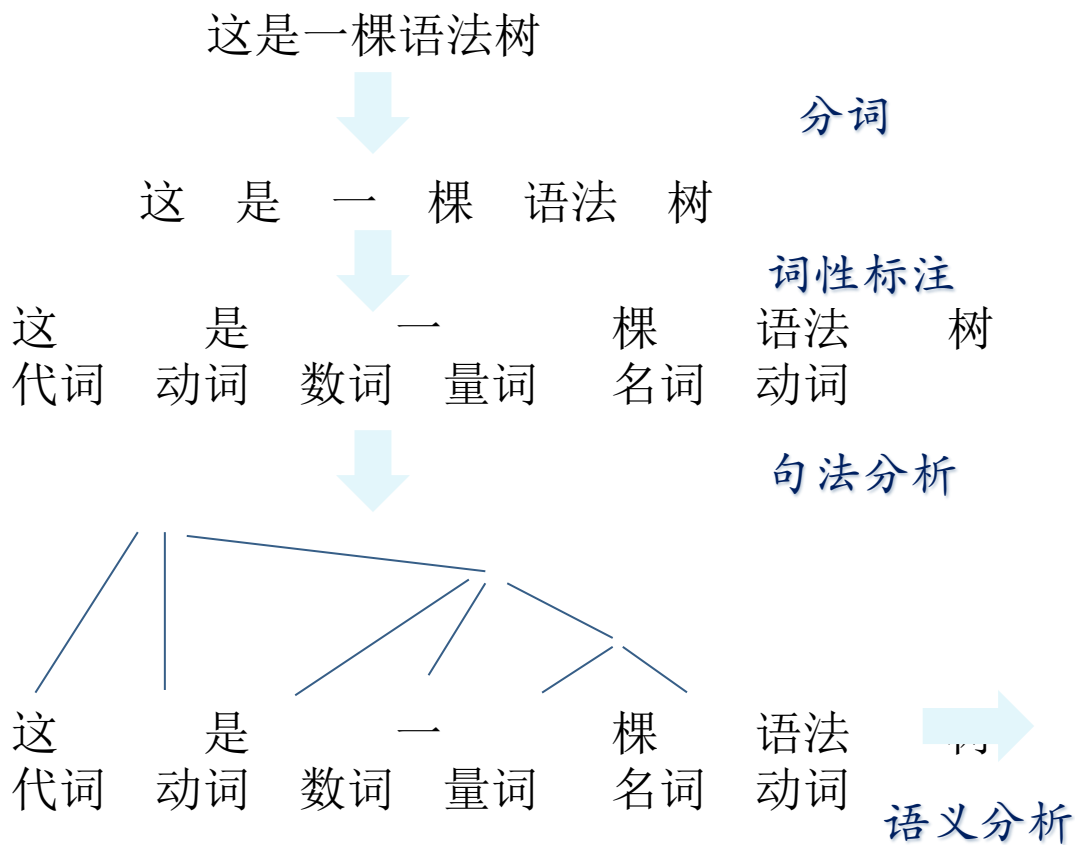 这是一棵语法树
分词
这 是 一 棵 语法 树
词性标注
这 是 一 棵 语法 树
代词 动词 数词 量词 名词 动词
句法分析
这 是 一 棵 语法
代词 动词 数词 量词 名词 动词
语义分析